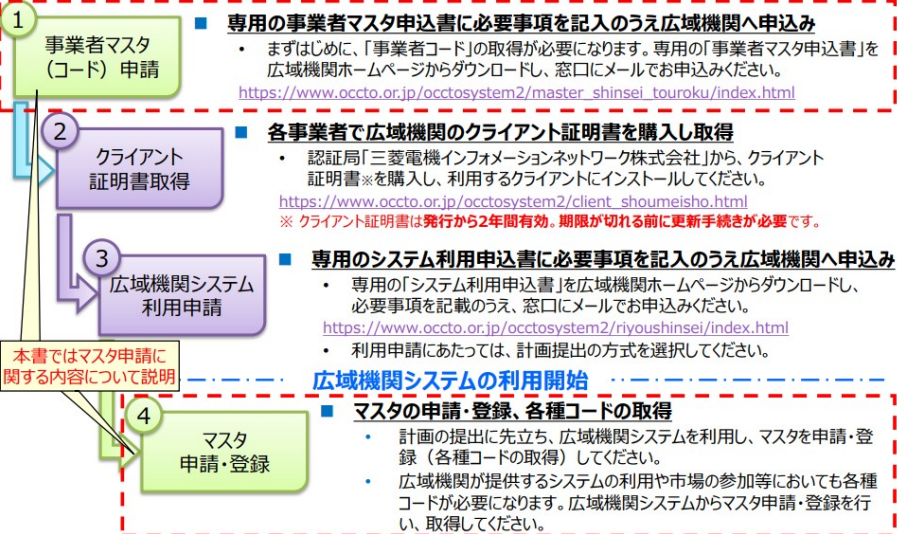 1
事業者マスタ
（コード）申請
■ 専用の事業者マスタ申込書に必要事項を記入のうえ広域機関へ申込み
• まずはじめに、「事業者コード」の取得が必要になります。専用の「事業者マスタ申込書」を
広域機関ホームページからダウンロードし、窓口にメールでお申込みください。
https://www.occto.or.jp/occtosystem2/master_shinsei_touroku/index.html
2
クライアント
証明書取得
■ 各事業者で広域機関のクライアント証明書を購入し取得
• 認証局「三菱電機インフォメーションネットワーク株式会社」から、クライアント
証明書※を購入し、利用するクライアントにインストールしてください。
https://www.occto.or.jp/occtosystem2/client_shoumeisho.html
※ クライアント証明書は発行から2年間有効。期限が切れる前に更新手続きが必要です。
3
広域機関システム
利用申請
■ 専用のシステム利用申込書に必要事項を記入のうえ広域機関へ申込み
• 専用の「システム利用申込書」を広域機関ホームページからダウンロードし、
必要事項を記載のうえ、窓口にメールでお申込みください。
https://www.occto.or.jp/occtosystem2/riyoushinsei/index.html
• 利用申請にあたっては、計画提出の方式を選択してください。
本書ではマスタ申請に
関する内容について説明
広域機関システムの利用開始
4
マスタ
申請・登録
■ マスタの申請・登録、各種コードの取得
• 計画の提出に先立ち、広域機関システムを利用し、マスタを申請・登
録（各種コードの取得）してください。
• 広域機関が提供するシステムの利用や市場の参加等においても各種
コードが必要になります。広域機関システムからマスタ申請・登録を行
い、取得してください。